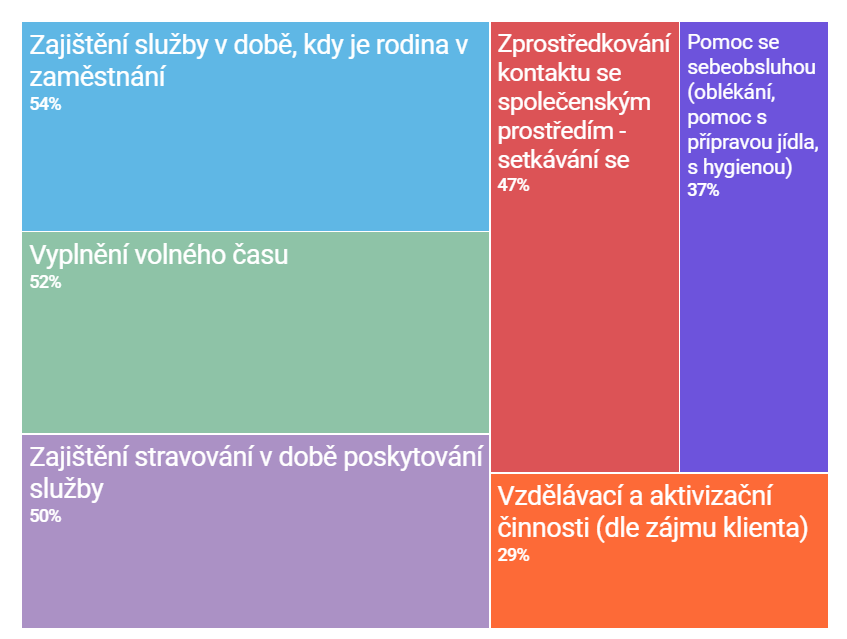 Zajištění služby v době, kdy je rodina v
zaměstnání
54%
Vyplnění volného času
52%
Zajištění stravování v době poskytování
služby
50%
Zprostředkování
kontaktu se
společenským
prostředím -
setkávání se
47%
Pomoc se
sebeobsluhou
(oblékání,
pomoc s
přípravou jídla,
s hygienou)
37%
Vzdělávací a aktivizační
činnosti (dle zájmu klienta)
29%